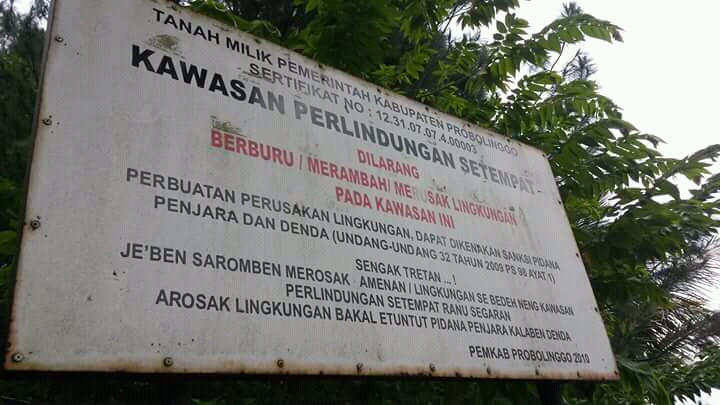 TANAH MILIK PEMERINTAH KABUPATEN PROBOLINGGO
SERTIFIKAT NO : 12.31.07.07.4.00003
KAWASAN PERLINDUNGAN SETEMPAT
DILARANG
BERBURU / MERAMBAH/ MERUSAK LINGKUNGAN
PADA KAWASAN INI
PERBUATAN PERUSAKAN LINGKUNGAN, DAPAT DIKENAKAN SANKSI PIDANA
PENJARA DAN DENDA (UNDANG-UNDANG 32 TAHUN 2009 PS 98 AYAT 1)
SENGAK TRETAN ... !
JE'BEN SAROMBEN MEROSAK AMENAN / LINGKUNGAN SE BEDEH NENG KAWASAN
PERLINDUNGAN SETEMPAT RANU SEGARAN
AROSAK LINGKUNGAN BAKAL ETUNTUT PIDANA PENJARA KALABEN DENDA
PEMKAB PROBOLINGGO 2010